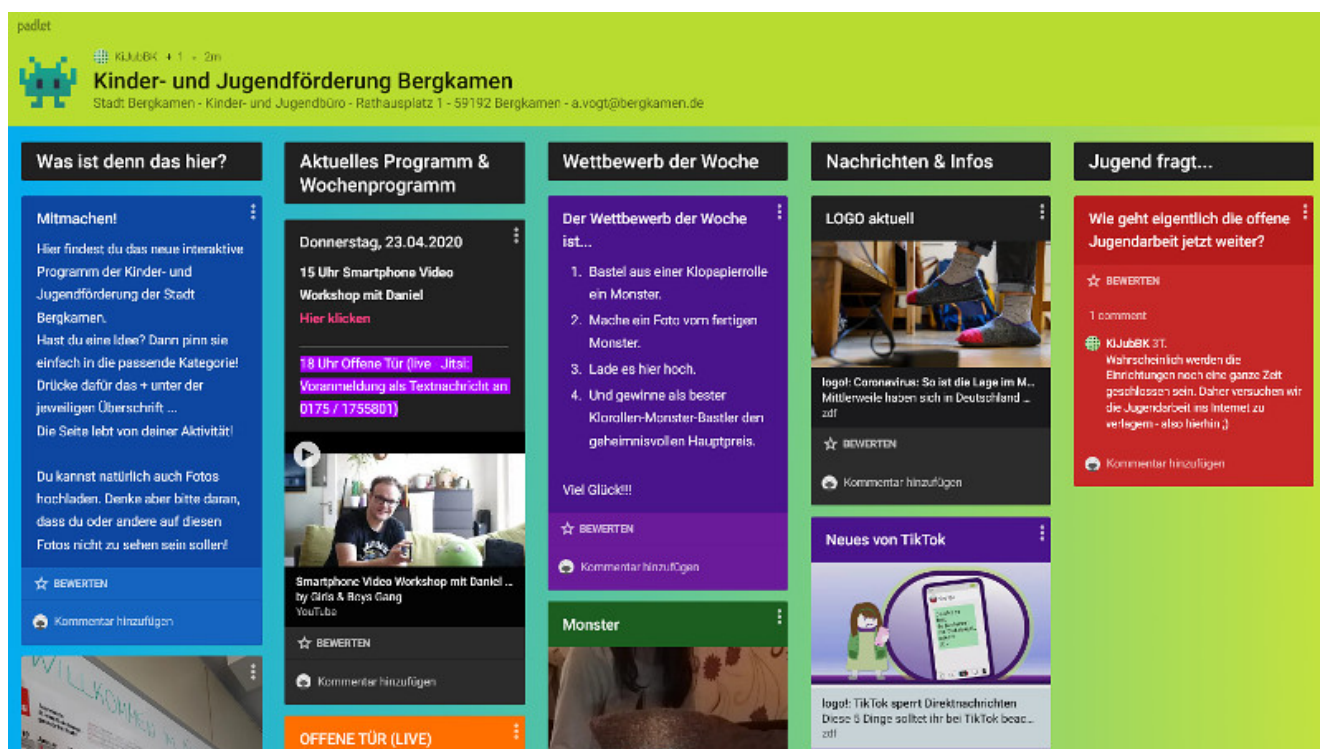 padlet
KiJubBK + 1 - 2m
Kinder- und Jugendförderung Bergkamen
Stadt Bergkamen - Kinder- und Jugendbüro - Rathausplatz 1 - 59192 Bergkamen - a.vogt@bergkamen.de
Was ist denn das hier?
Mitmachen!
Hier findest du das neue interaktive
Programm der Kinder- und
Jugendförderung der Stadt
Bergkamen.
Hast du eine Idee? Dann pinn sie
einfach in die passende Kategorie!
Drücke dafür das + unter der
jeweiligen Überschrift ...
Die Seite lebt von deiner Aktivität!
Du kannst natürlich auch Fotos
hochladen. Denke aber bitte daran,
dass du oder andere auf diesen
Fotos nicht zu sehen sein sollen!
BEWERTEN
Kommentar hinzufügen
WILLKOMMEN
Aktuelles Programm &
Wochenprogramm
Donnerstag, 23.04.2020
15 Uhr Smartphone Video
Workshop mit Daniel
Hier klicken
18 Uhr Offene Tür (live Jitsi:
Voranmeldung als Textnachricht an
0175 / 1755801)
Smartphone Video Workshop mit Daniel ...
by Girls & Boys Gang
YouTube
BEWERTEN
Kommentar hinzufügen
OFFENE TÜR (LIVE)
Wettbewerb der Woche
Der Wettbewerb der Woche
ist...
1. Bastel aus einer Klopapierrolle
ein Monster.
2. Mache ein Foto vom fertigen
Monster.
3. Lade es hier hoch.
4. Und gewinne als bester
Klorollen-Monster-Bastler den
geheimnisvollen Hauptpreis.
Viel Glück!!!
BEWERTEN
Kommentar hinzufügen
Monster
Nachrichten & Infos
LOGO aktuell
logo!: Coronavirus: So ist die Lage im M...
Mittlerweile haben sich in Deutschland ...
zdf
BEWERTEN
Kommentar hinzufügen
Neues von TikTok
logo!: TikTok sperrt Direktnachrichten
Diese 5 Dinge solltet ihr bei TikTok beac...
zdf
Jugend fragt...
Wie geht eigentlich die offene
Jugendarbeit jetzt weiter?
BEWERTEN
1 comment
KiJubBK 3T.
Wahrscheinlich werden die
Einrichtungen noch eine ganze Zeit
geschlossen sein. Daher versuchen wir
die Jugendarbeit ins Internet zu
verlagern - also hierhin ;)
Kommentar hinzufügen